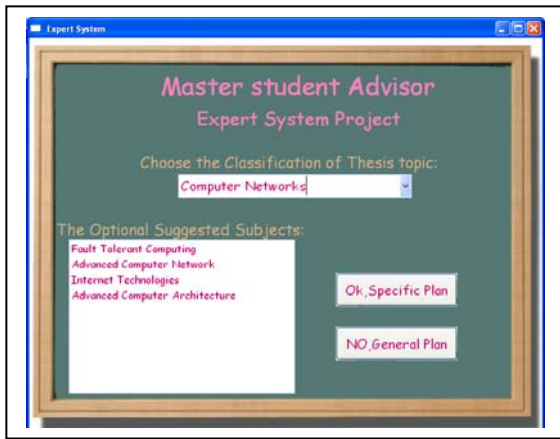 Expert System
Master student Advisor
Expert System Project
Choose the Classification of Thesis topic:
Computer Networks
The Optional Suggested Subjects:
Fault Tolerant Computing
Advanced Computer Network
Internet Technologies
Advanced Computer Architecture
Ok,Specific Plan
NO,General Plan